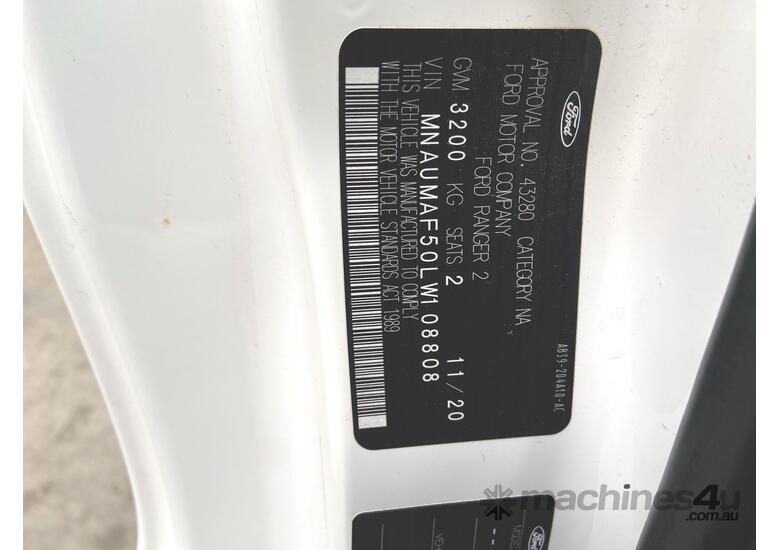 Ford
APPROVAL NO. 43280 CATEGORY NA
FORD MOTOR COMPANY
FORD RANGER 2
GVM 3200 KG SEATS 2 11/20
VIN MNAUMAF50LW108808
THIS VEHICLE WAS MANUFACTURED TO COMPLY
WITH THE MOTOR VEHICLE STANDARDS ACT 1989
AB39-204A10-AC
Ford
machines4u
.com.au